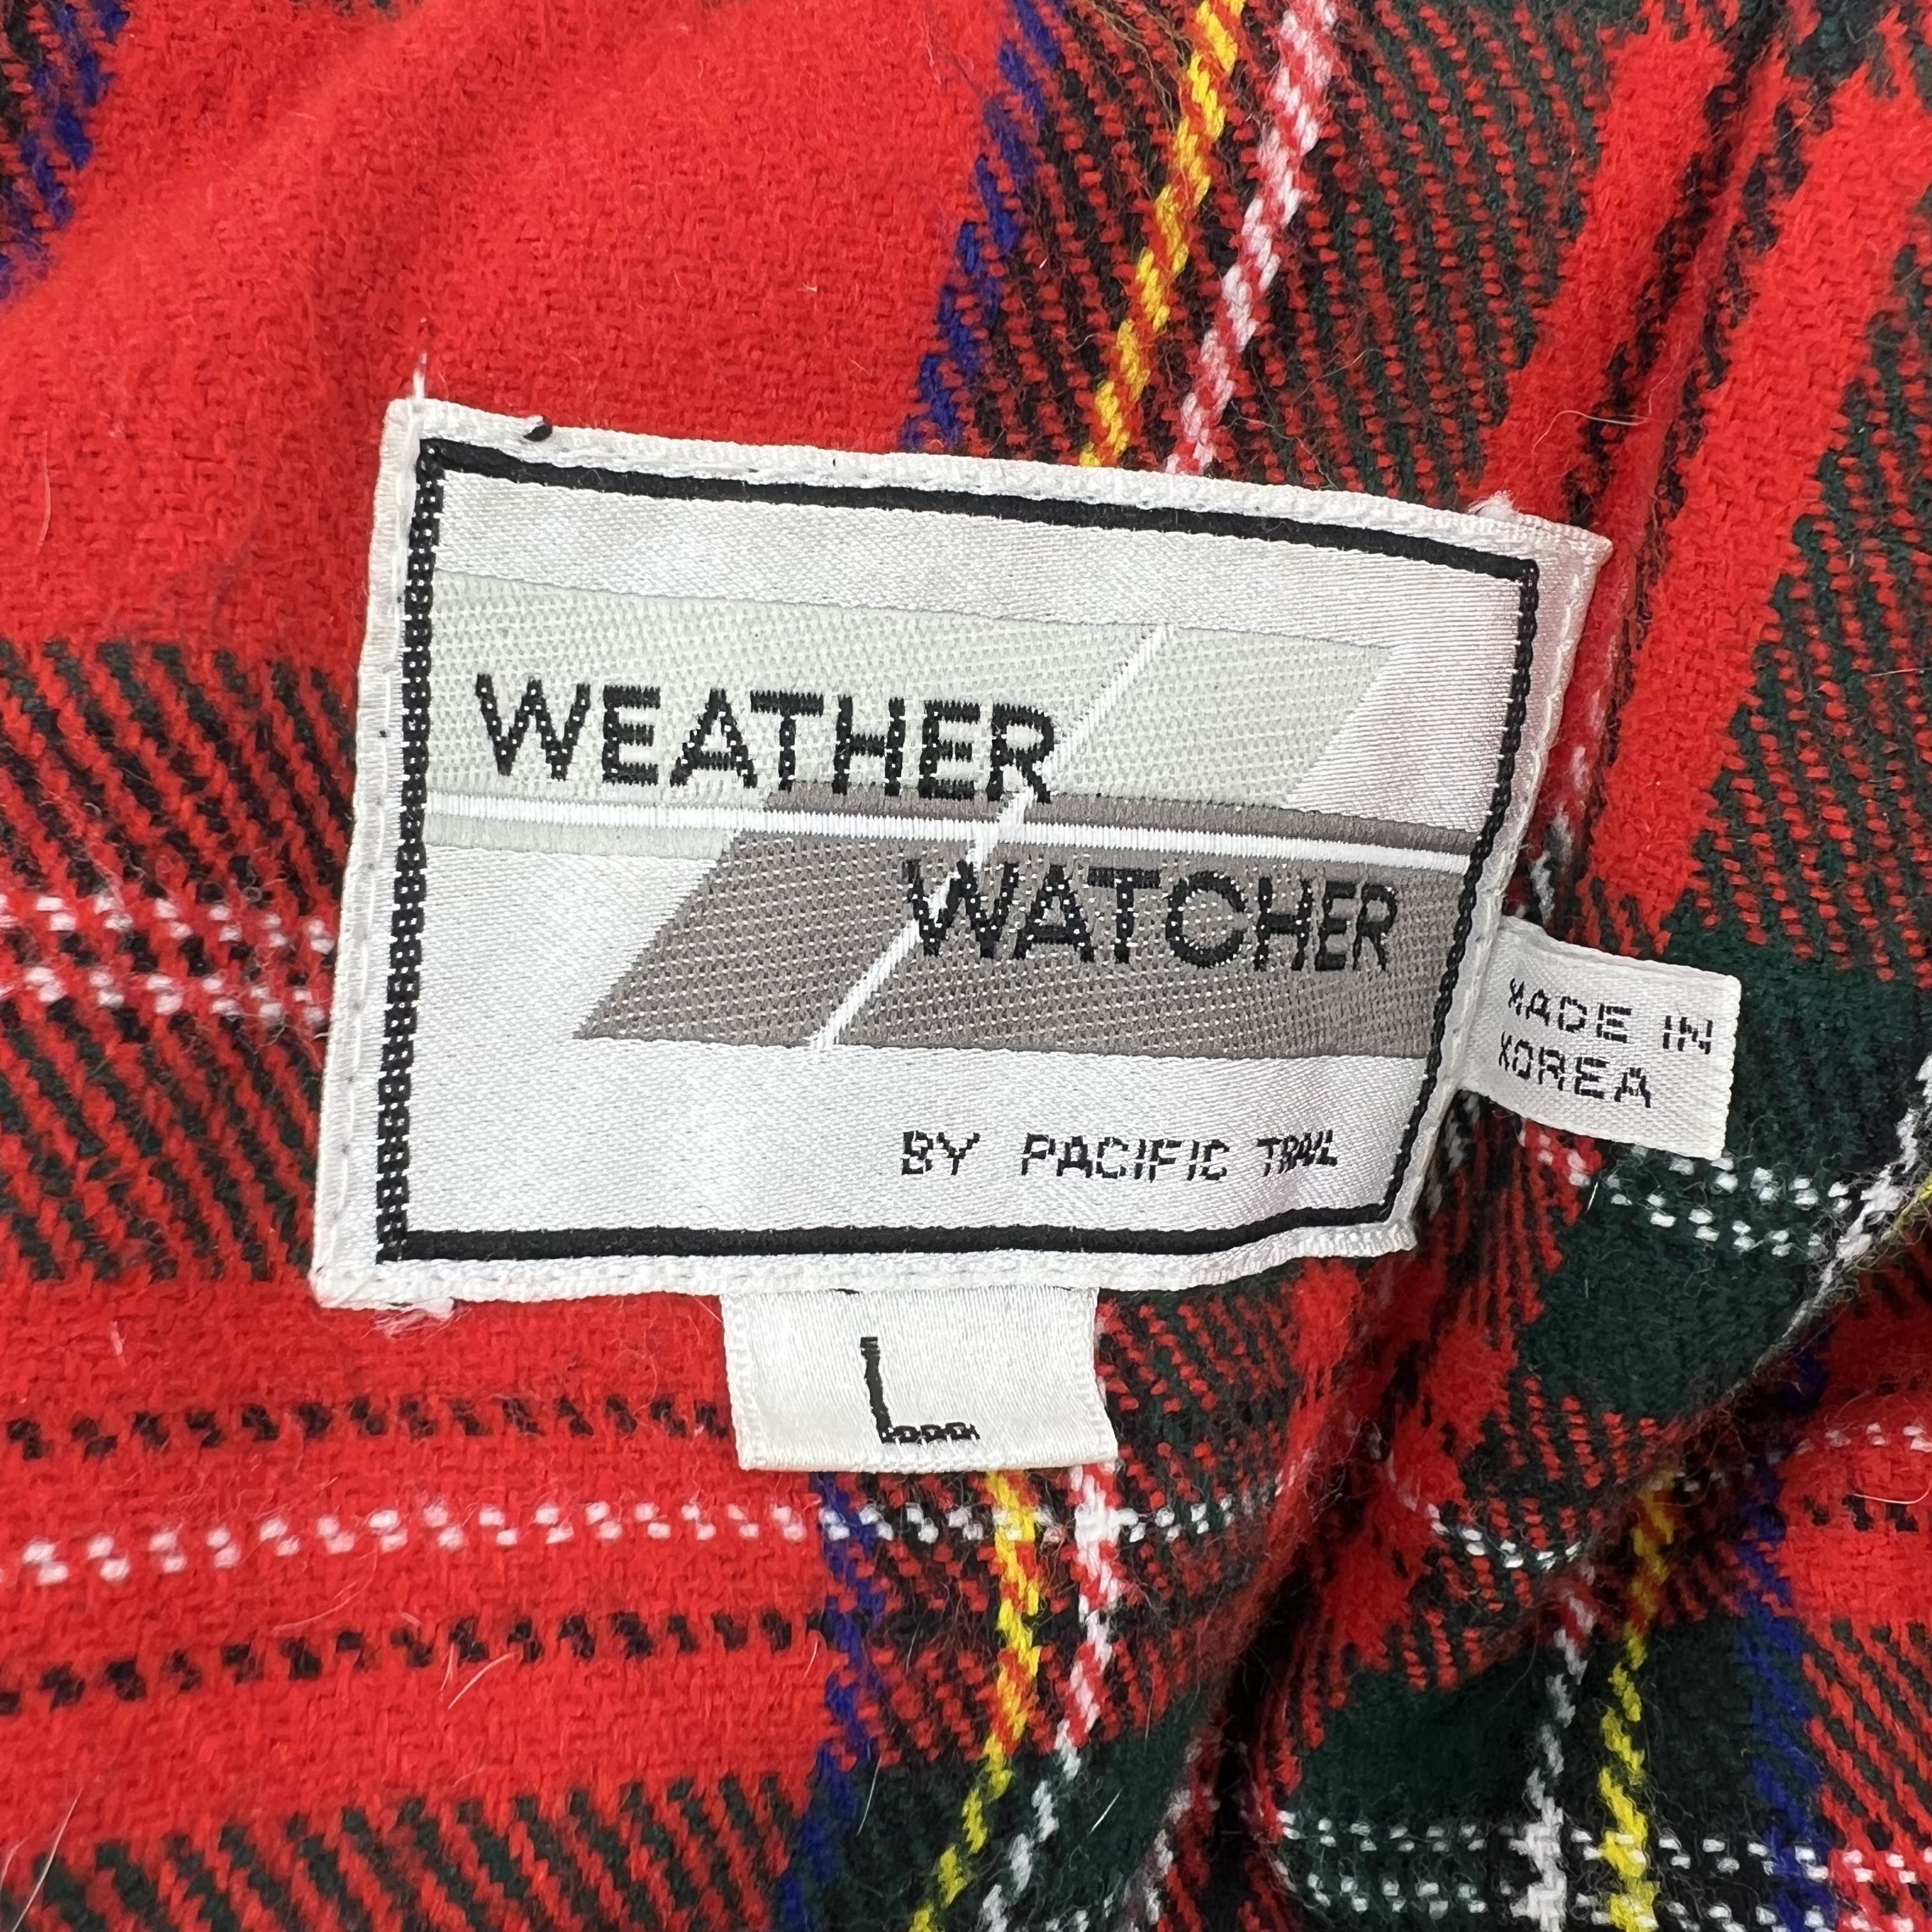 WEATHER
WATCHER
MADE IN
KOREA
BY PACIFIC TRAIL
L